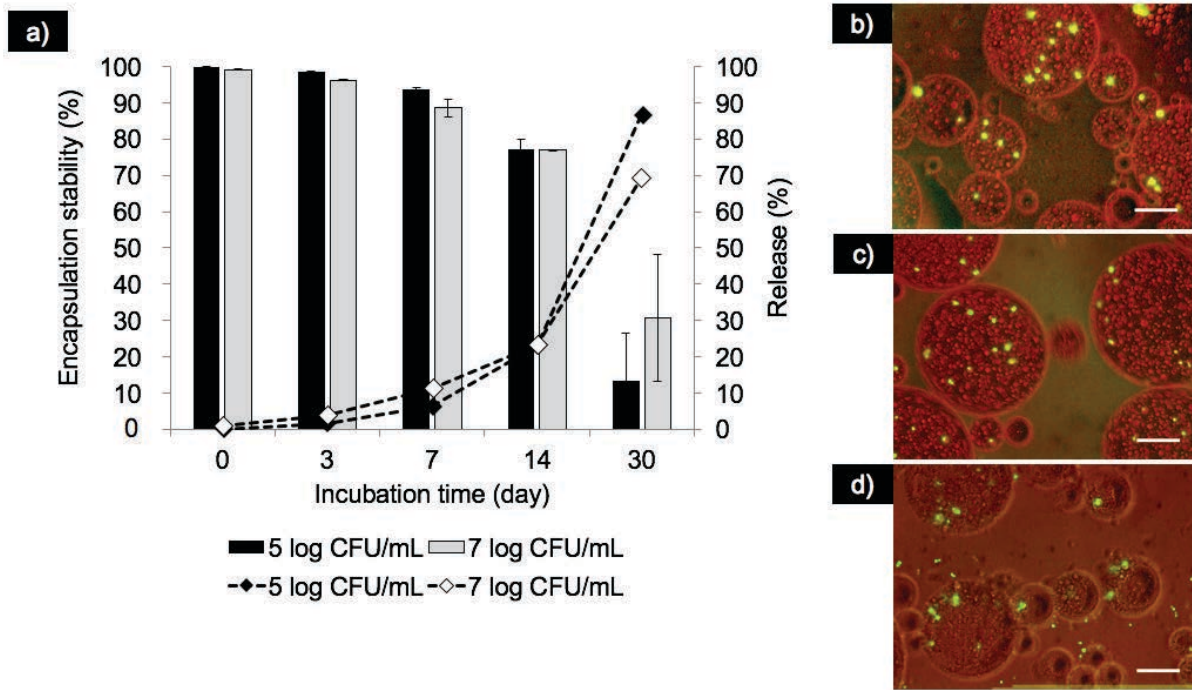 a)
100
90
80
70
60
50
40
30
20
10
0
Encapsulation stability (%)
100
90
80
70
60
50
40
30
20
10
0
Release (%)
0 3 7 14 30
Incubation time (day)
5 log CFU/mL 7 log CFU/mL
5 log CFU/mL 7 log CFU/mL
b)
c)
d)